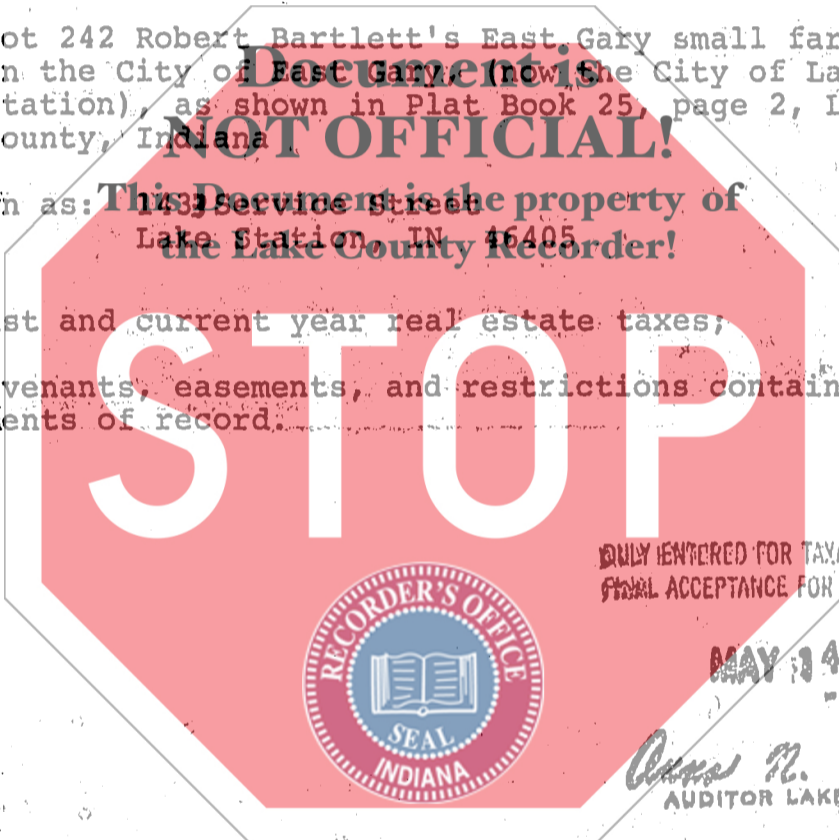 ot 242 Robert Bartlett's East Gary small far
n the City of East Gary, (now the City of La
tation), as shown in Plat Book 25, page 2, L
ounty, Indiana
Document is
NOT OFFICIAL!
This Document is the property of
the Lake County Recorder!
n as: Service Street
Lake Station, IN 46405
st and current year real estate taxes;
venants, easements, and restrictions contain
ents of record.
STOP
DULY ENTERED FOR TAXA
FINAL ACCEPTANCE FOR
MAY 14
RECORDER'S OFFICE
SEAL
INDIANA
N.
AUDITOR LAKE